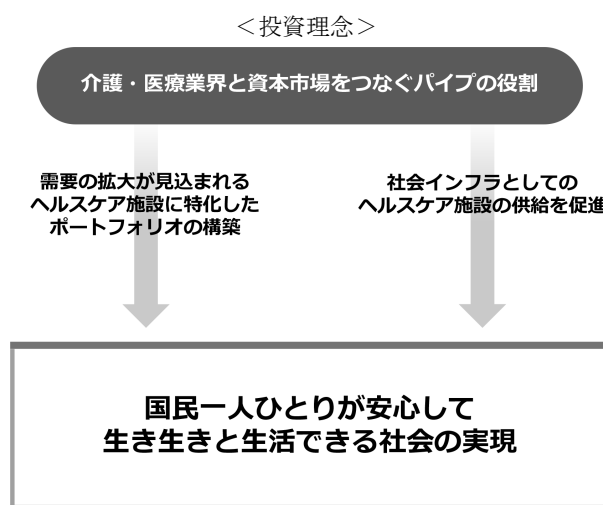 ＜投資理念＞
介護・医療業界と資本市場をつなぐパイプの役割
需要の拡大が見込まれる
ヘルスケア施設に特化した
ポートフォリオの構築
社会インフラとしての
ヘルスケア施設の供給を促進
国民一人ひとりが安心して
生き生きと生活できる社会の実現